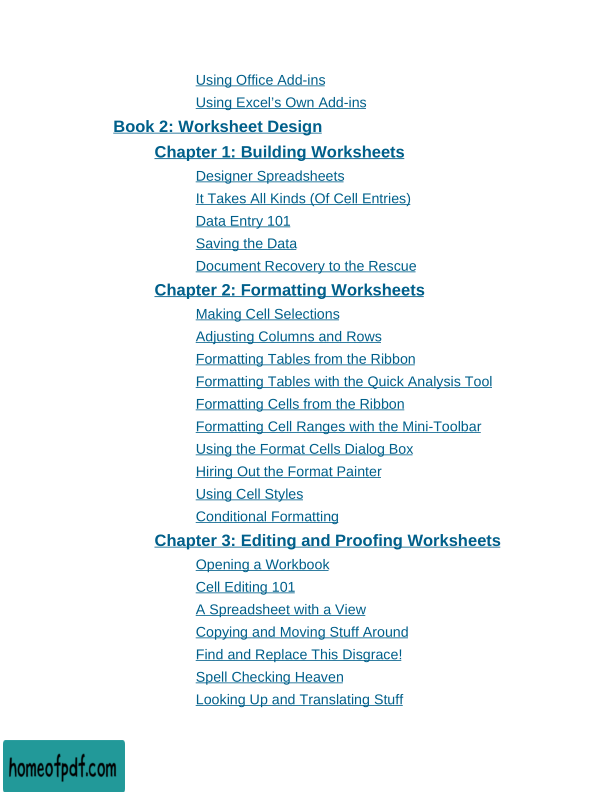 Using Office Add-ins
Using Excel's Own Add-ins
Book 2: Worksheet Design
Chapter 1: Building Worksheets
Designer Spreadsheets
It Takes All Kinds (Of Cell Entries)
Data Entry 101
Saving the Data
Document Recovery to the Rescue
Chapter 2: Formatting Worksheets
Making Cell Selections
Adjusting Columns and Rows
Formatting Tables from the Ribbon
Formatting Tables with the Quick Analysis Tool
Formatting Cells from the Ribbon
Formatting Cell Ranges with the Mini-Toolbar
Using the Format Cells Dialog Box
Hiring Out the Format Painter
Using Cell Styles
Conditional Formatting
Chapter 3: Editing and Proofing Worksheets
Opening a Workbook
Cell Editing 101
A Spreadsheet with a View
Copying and Moving Stuff Around
Find and Replace This Disgrace!
Spell Checking Heaven
Looking Up and Translating Stuff
homeofpdf.com